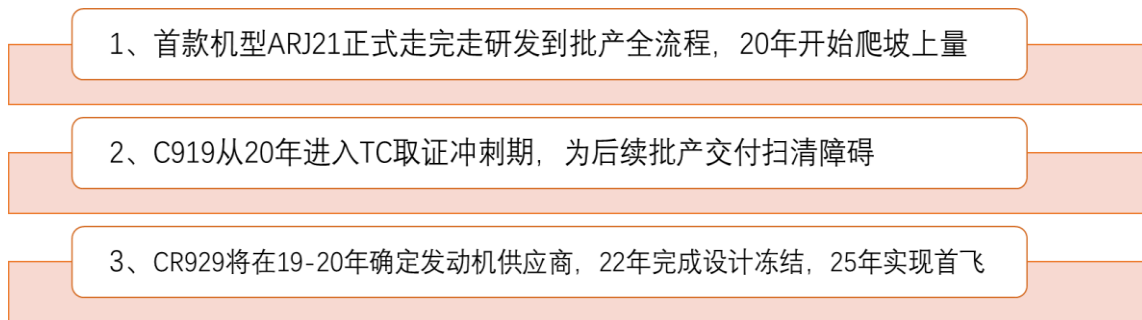 1、首款机型ARJ21正式走完走研发到批产全流程，20年开始爬坡上量
2、C919从20年进入TC取证冲刺期，为后续批产交付扫清障碍
3、CR929将在19-20年确定发动机供应商，22年完成设计冻结，25年实现首飞